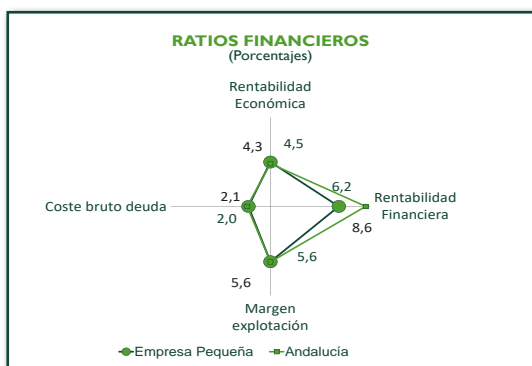 RATIOS FINANCIEROS
(Porcentajes)
Rentabilidad
Económica
4,3
4,5
2,1
6,2
Coste bruto deuda
Rentabilidad
Financiera
2,0
8,6
5,6
5,6
Margen
explotación
Empresa Pequeña
Andalucía